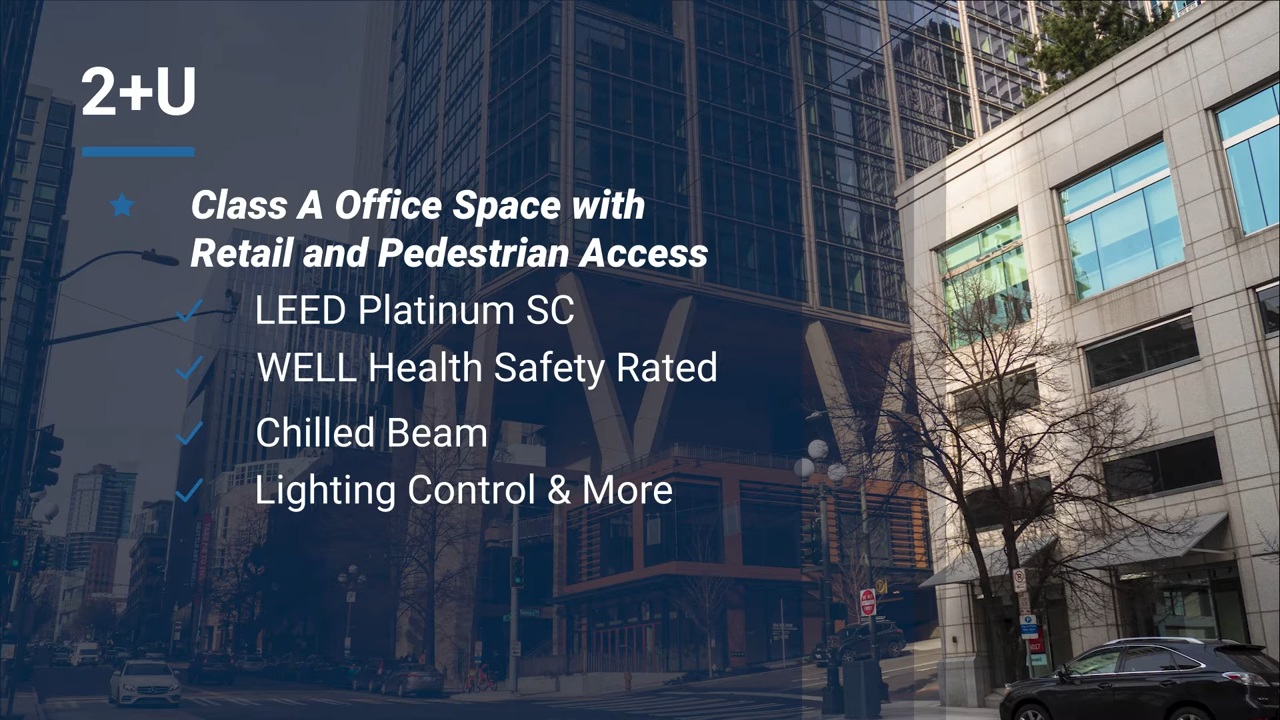 2+U
Class A Office Space with
Retail and Pedestrian Access
LEED Platinum SC
WELL Health Safety Rated
Chilled Beam
Lighting Control & More